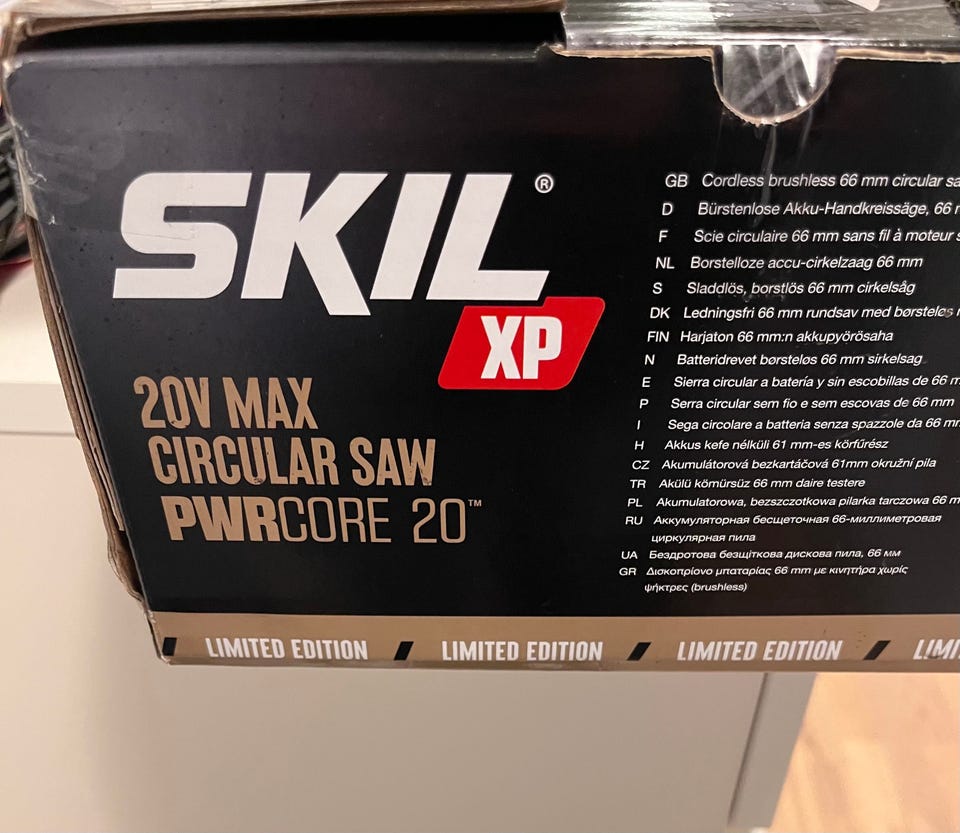 SKIL®
XP
20V MAX
CIRCULAR SAW
PWRCORE 20™
GB Cordless brushless 66 mm circular
D Bürstenlose Akku-Handkreissäge, 66
F Scie circulaire 66 mm sans fil à moteur
NL Borstelloze accu-cirkelzaag 66 mm
S Sladdlös, borstlös 66 mm cirkelsåg
DK Ledningsfri 66 mm rundsav med børsteløs
FIN Harjaton 66 mm:n akkupyörösaha
N Batteridrevet børsteløs 66 mm sirkelsag
E Sierra circular a batería y sin escobillas de 66
P Serra circular sem fio e sem escovas de 66 mm
I Sega circolare a batteria senza spazzole da 66
H Akkus kefe nélküli 61 mm-es körfűrész
CZ Akumulátorová bezkartáčová 61mm okružní pila
TR Akülü kömürsüz 66 mm daire testere
PL Akumulatorowa, bezszczotkowa pilarka tarczowa 66
RU Аккумуляторная бесщеточная 66-миллиметровая
циркулярная пила
UA Бездротова безщіткова дискова пила, 66 мм
GR Δισκοπρίονο μπαταρίας 66 mm με κινητήρα χωρίς
ψήκτρες (brushless)
LIMITED EDITION / LIMITED EDITION / LIMITED EDITION / LIMI